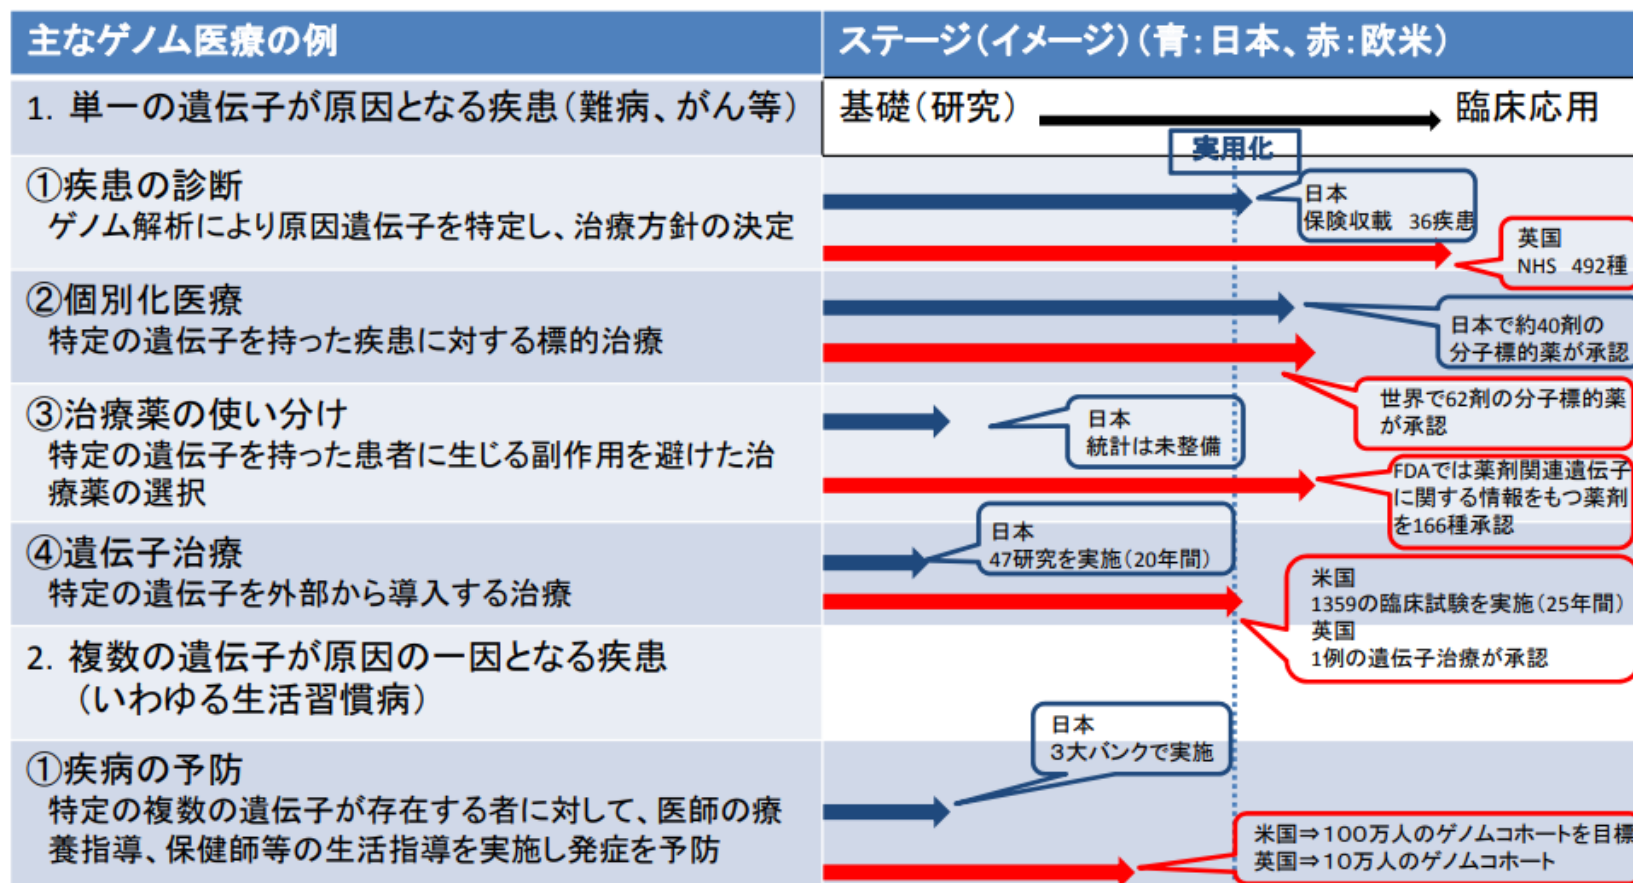 主なゲノム医療の例
ステージ（イメージ）（青：日本、赤：欧米）
1. 単一の遺伝子が原因となる疾患（難病、がん等）
基礎（研究）
臨床応用
実用化
①疾患の診断
ゲノム解析により原因遺伝子を特定し、治療方針の決定
日本
保険収載　36疾患
英国
NHS　492種
②個別化医療
特定の遺伝子を持った疾患に対する標的治療
日本で約40剤の
分子標的薬が承認
世界で62剤の分子標的薬
が承認
③治療薬の使い分け
特定の遺伝子を持った患者に生じる副作用を避けた治
療薬の選択
日本
統計は未整備
FDAでは薬剤関連遺伝子
に関する情報をもつ薬剤
を166種承認
④遺伝子治療
特定の遺伝子を外部から導入する治療
日本
47研究を実施（20年間）
米国
1359の臨床試験を実施（25年間）
英国
1例の遺伝子治療が承認
2. 複数の遺伝子が原因の一因となる疾患
（いわゆる生活習慣病）
①疾病の予防
特定の複数の遺伝子が存在する者に対して、医師の療
養指導、保健師等の生活指導を実施し発症を予防
日本
３大バンクで実施
米国⇒１００万人のゲノムコホートを目標
英国⇒１０万人のゲノムコホート